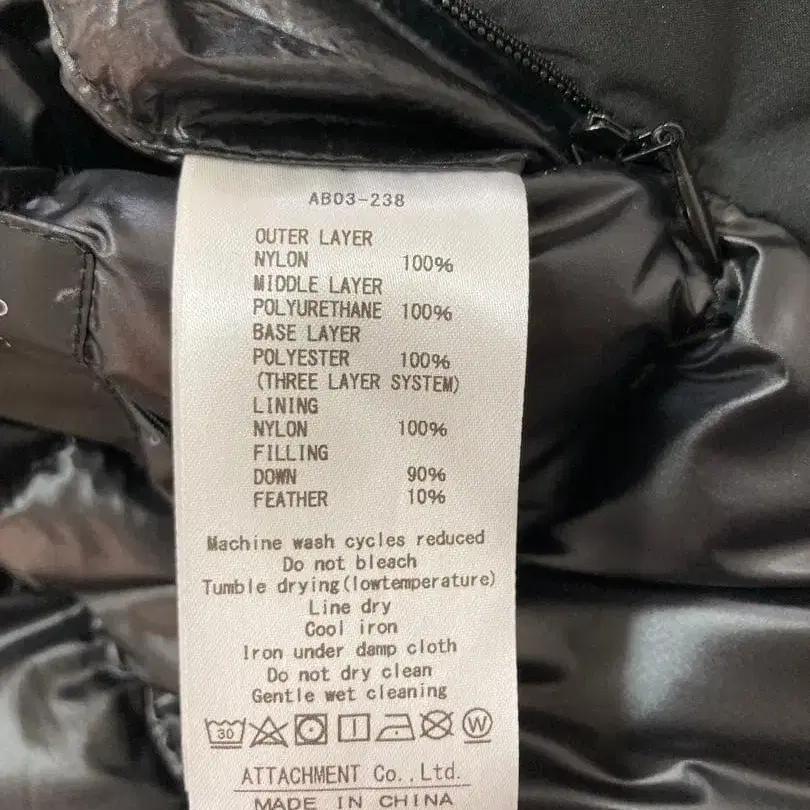 AB03-238
OUTER LAYER
NYLON 100%
MIDDLE LAYER
POLYURETHANE 100%
BASE LAYER
POLYESTER 100%
(THREE LAYER SYSTEM)
LINING
NYLON 100%
FILLING
DOWN 90%
FEATHER 10%
Machine wash cycles reduced
Do not bleach
Tumble drying(lowtemperature)
Line dry
Cool iron
Iron under damp cloth
Do not dry clean
Gentle wet cleaning
30 W
ATTACHMENT Co.,Ltd.
MADE IN CHINA